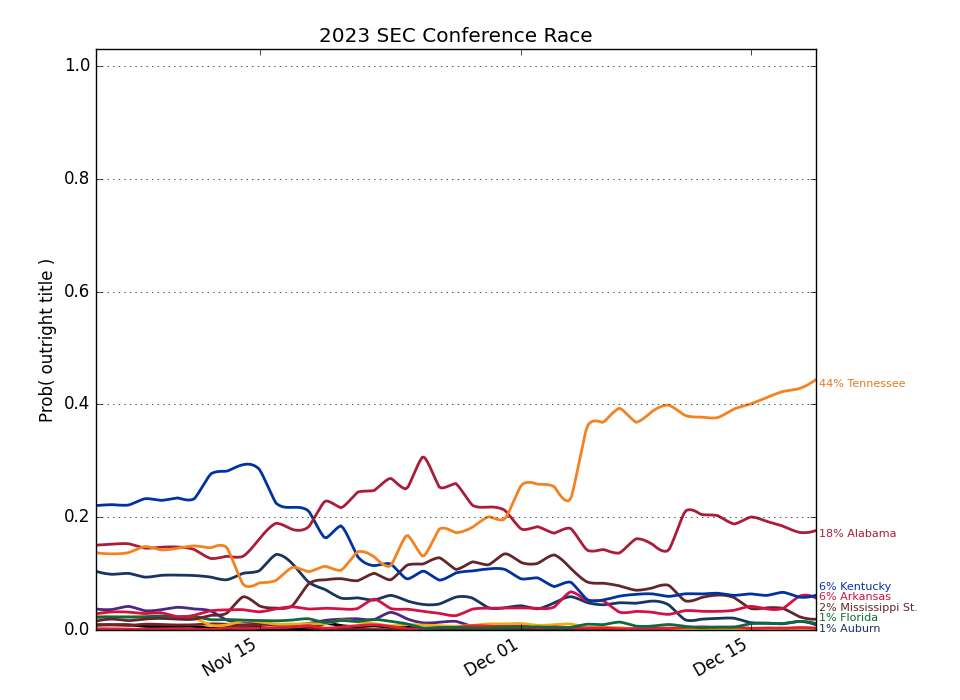 2023 SEC Conference Race
Prob( outright title )
1.0
0.8
0.6
0.4
0.2
0.0
Nov 15
Dec 01
Dec 15
44% Tennessee
18% Alabama
6% Kentucky
6% Arkansas
2% Mississippi St.
1% Florida
1% Auburn